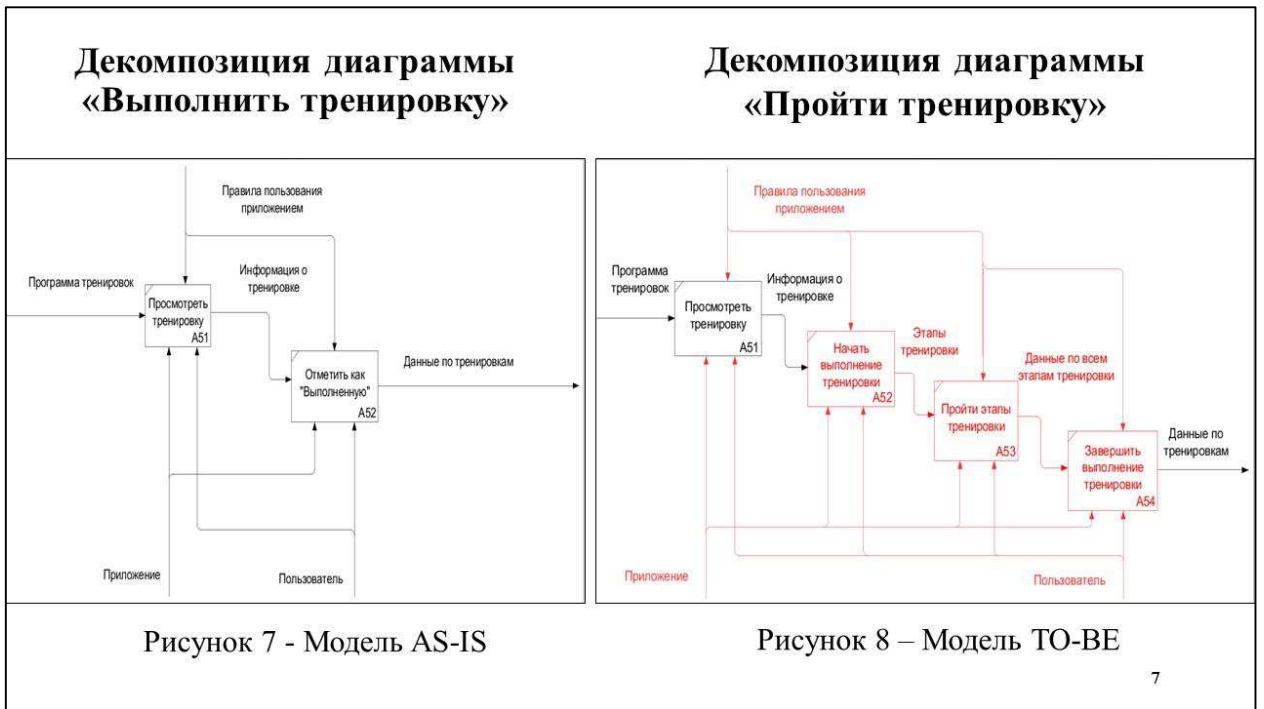 Декомпозиция диаграммы
«Выполнить тренировку»
Правила пользования
приложением
Программа тренировок
Информация о
тренировке
Просмотреть
тренировку
A51
Отметить как
"Выполненную"
A52
Данные по тренировкам
Приложение
Пользователь
Рисунок 7 - Модель AS-IS
Декомпозиция диаграммы
«Пройти тренировку»
Правила пользования
приложением
Программа
тренировок
Информация о
тренировке
Просмотреть
тренировку
A51
Начать
выполнение
тренировки
A52
Этапы
тренировки
Пройти этапы
тренировки
A53
Данные по всем
этапам тренировки
Завершить
выполнение
тренировки
A54
Данные по
тренировкам
Приложение
Пользователь
Рисунок 8 – Модель TO-BE
7